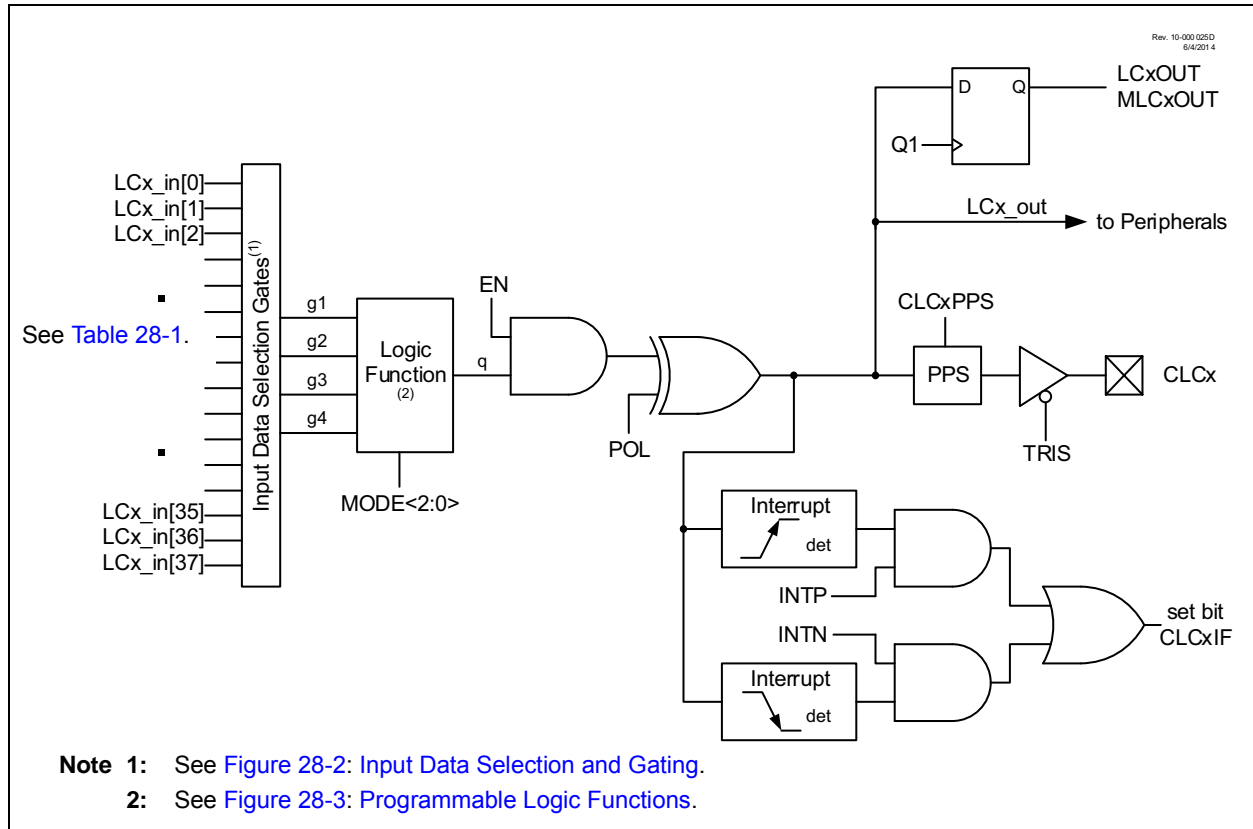 Rev. 10-000 025D
6/4/201 4
LCxOUT
MLCxOUT
D
Q
Q1
LCx_in[0]
LCx_in[1]
LCx_in[2]
LCx_out
to Peripherals
Input Data Selection Gates(1)
EN
CLCxPPS
g1
See Table 28-1.
g2
Logic
Function
(2)
q
PPS
CLCx
g3
g4
POL
TRIS
MODE<2:0>
LCx_in[35]
LCx_in[36]
LCx_in[37]
Interrupt
det
INTP
set bit
CLCxIF
INTN
Interrupt
det
Note 1: See Figure 28-2: Input Data Selection and Gating.
2: See Figure 28-3: Programmable Logic Functions.